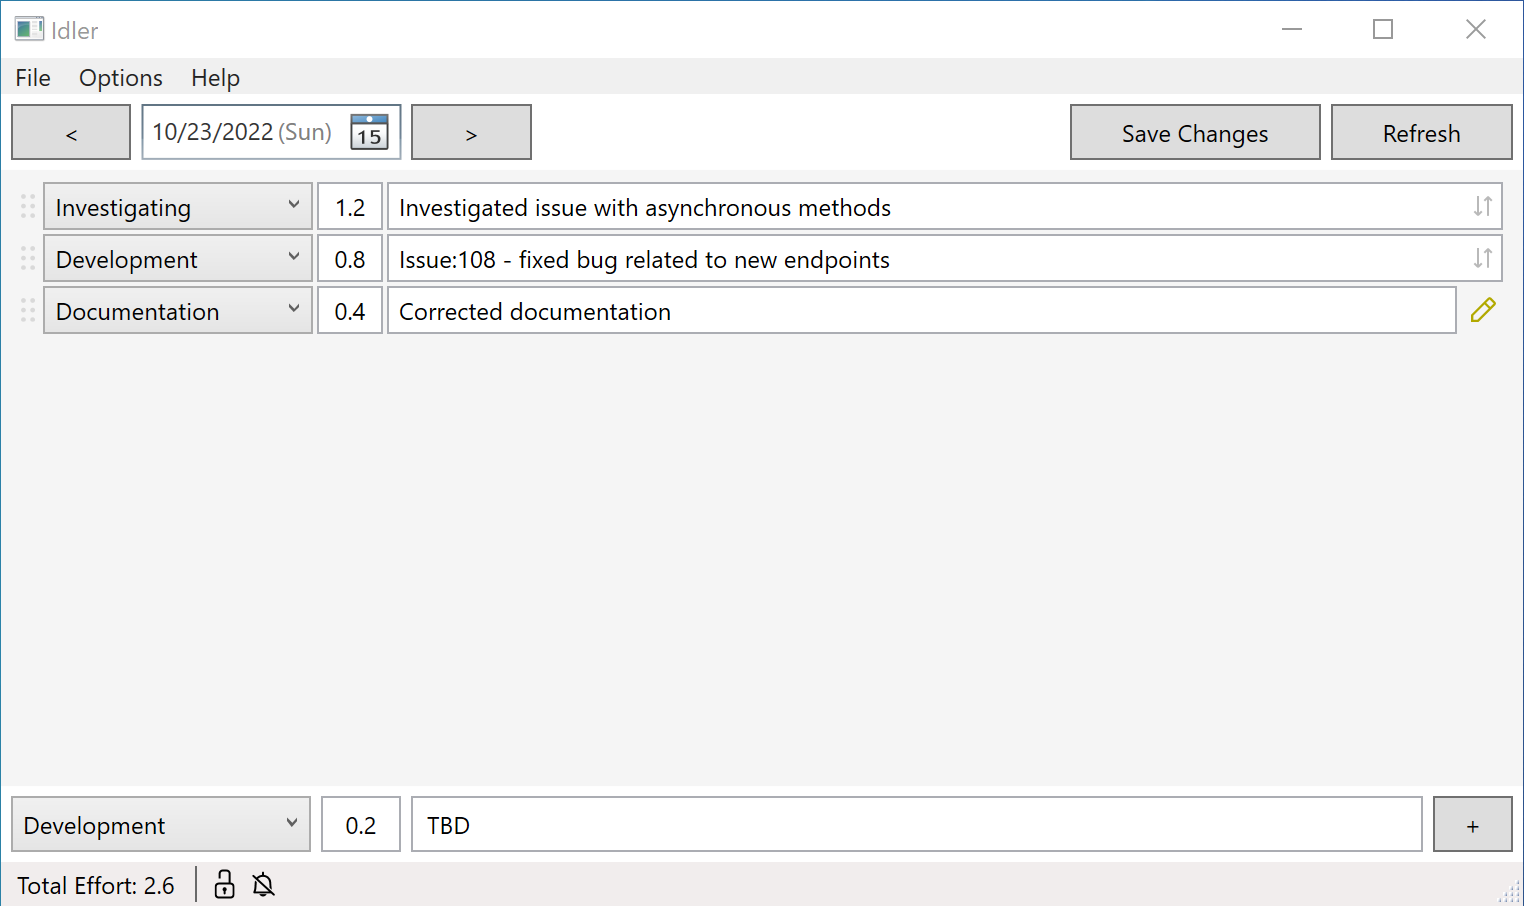 Idler
File Options Help
< 10/23/2022 (Sun) 15 > Save Changes Refresh
Investigating 1.2 Investigated issue with asynchronous methods
Development 0.8 Issue:108 - fixed bug related to new endpoints
Documentation 0.4 Corrected documentation
Development 0.2 TBD +
Total Effort: 2.6